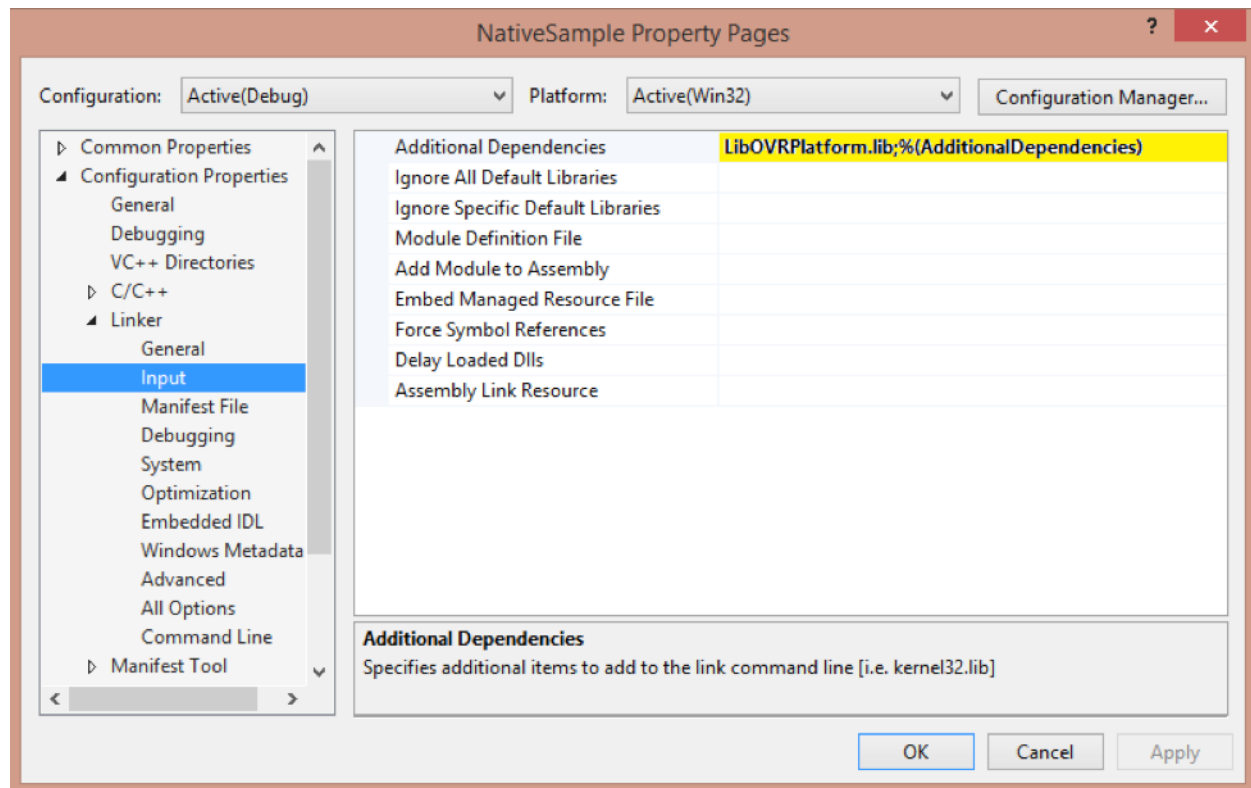 NativeSample Property Pages
?
×
Configuration: Active(Debug) Platform: Active(Win32) Configuration Manager...
Common Properties
Configuration Properties
General
Debugging
VC++ Directories
C/C++
Linker
General
Input
Manifest File
Debugging
System
Optimization
Embedded IDL
Windows Metadata
Advanced
All Options
Command Line
Manifest Tool
Additional Dependencies LibOVRPlatform.lib;%(AdditionalDependencies)
Ignore All Default Libraries
Ignore Specific Default Libraries
Module Definition File
Add Module to Assembly
Embed Managed Resource File
Force Symbol References
Delay Loaded Dlls
Assembly Link Resource
Additional Dependencies
Specifies additional items to add to the link command line [i.e. kernel32.lib]
OK Cancel Apply